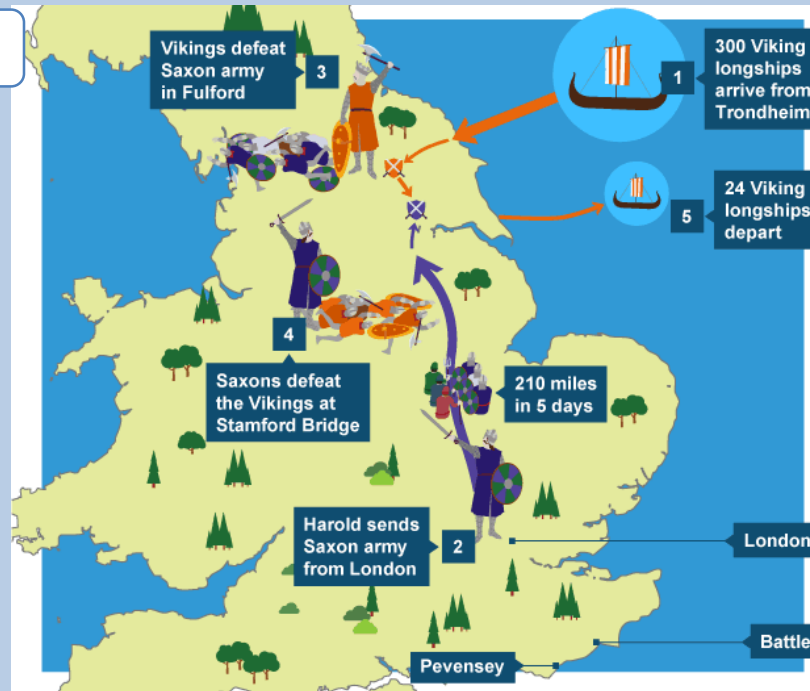 Vikings defeat
Saxon army
in Fulford
3
1
300 Viking
longships
arrive from
Trondheim
5
24 Viking
longships
depart
4
Saxons defeat
the Vikings at
Stamford Bridge
210 miles
in 5 days
Harold sends
Saxon army
from London
2
London
Battle
Pevensey